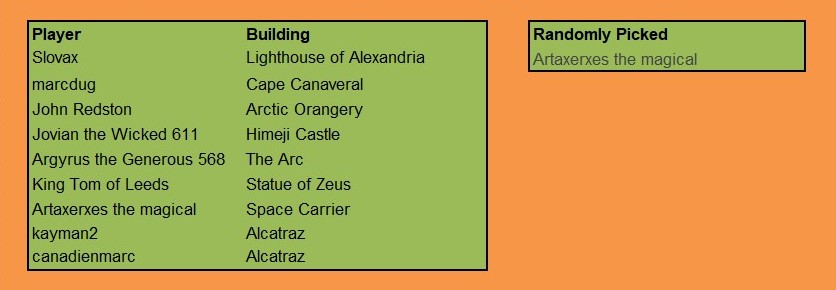 Player Building
Slovax Lighthouse of Alexandria
marcdug Cape Canaveral
John Redston Arctic Orangery
Jovian the Wicked 611 Himeji Castle
Argyrus the Generous 568 The Arc
King Tom of Leeds Statue of Zeus
Artaxerxes the magical Space Carrier
kayman2 Alcatraz
canadienmarc Alcatraz
Randomly Picked
Artaxerxes the magical